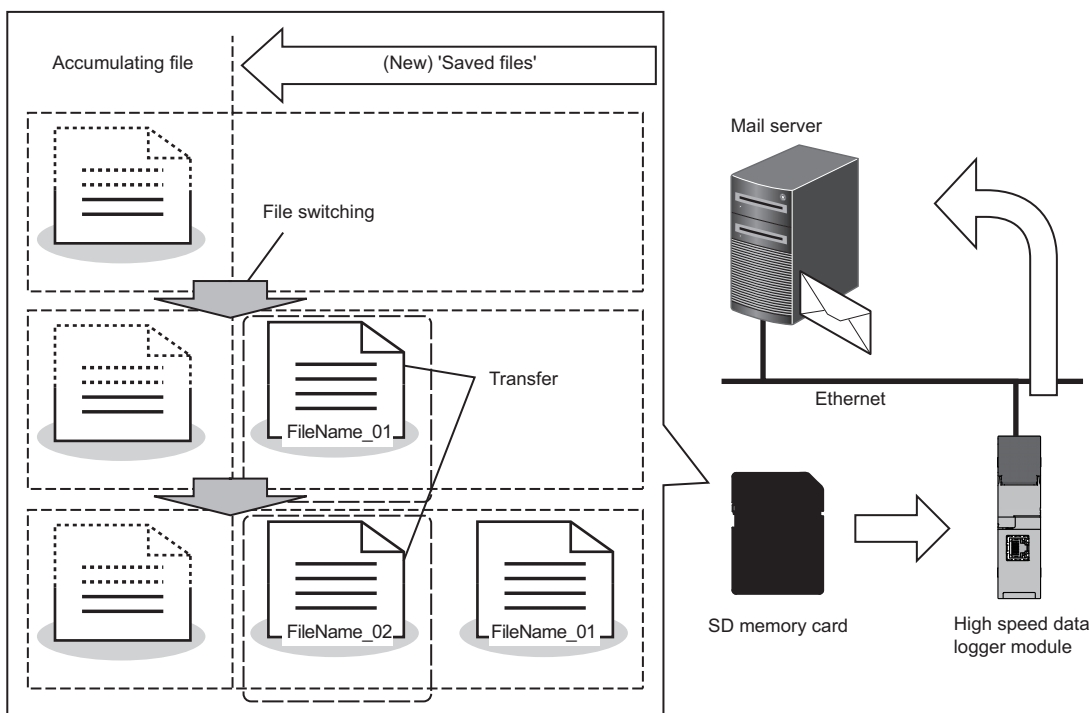 Accumulating file
(New) 'Saved files'
File switching
Transfer
FileName_01
FileName_02
FileName_01
Mail server
Ethernet
SD memory card
High speed data
logger module